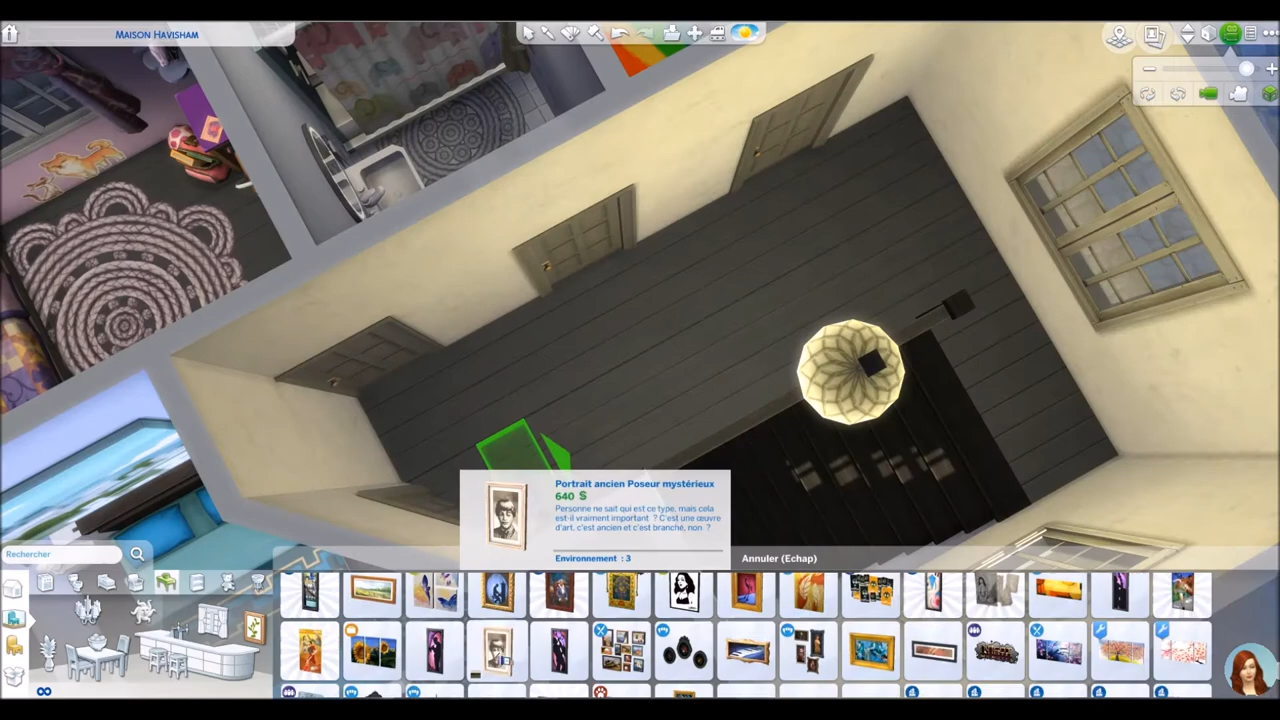 MAISON HAVISHAM
Portrait ancien Poseur mystérieux
640 $
Personne ne sait qui est ce type, mais cela
est-il vraiment important ? C'est une œuvre
d'art, c'est ancien et c'est branché, non ?
Environnement : 3
Annuler (Echap)
Rechercher